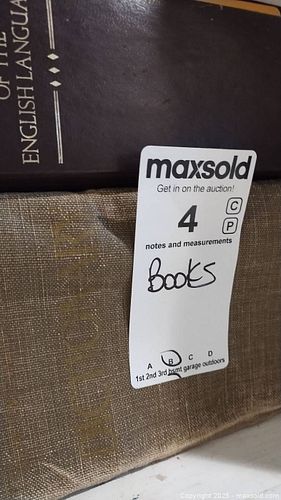 OF THE
ENGLISH LANGUA
maxsold
Get in on the auction!
4
C
P
notes and measurements
Books
A B C D
1st 2nd 3rd bsmt garage outdoors
Copyright 2025 - maxsold.com